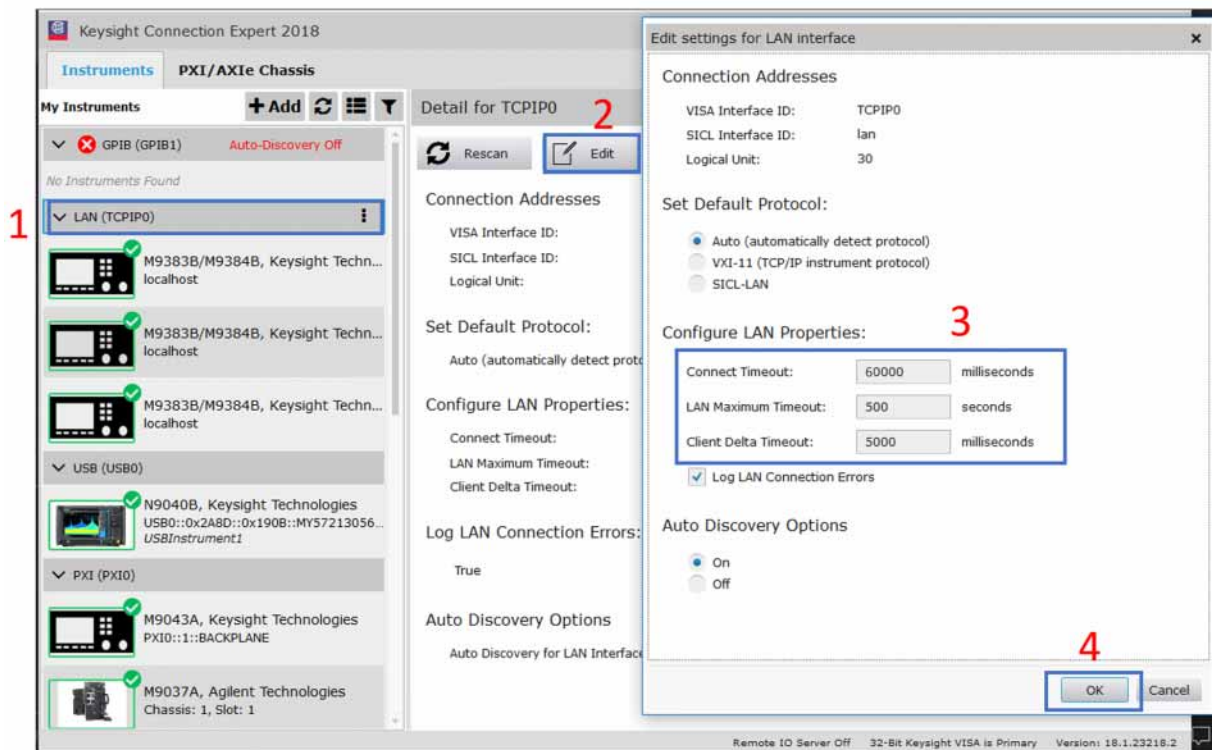 Keysight Connection Expert 2018
Instruments PXI/AXIe Chassis
My Instruments +Add
GPIB (GPIB1) Auto-Discovery Off
No Instruments Found
1
LAN (TCPIP0)
M9383B/M9384B, Keysight Techn...
localhost
M9383B/M9384B, Keysight Techn...
localhost
M9383B/M9384B, Keysight Techn...
localhost
USB (USB0)
N9040B, Keysight Technologies
USB0::0x2A8D::0x190B::MY57213056...
USBInstrument1
PXI (PXI0)
M9043A, Keysight Technologies
PXI0::1::BACKPLANE
M9037A, Agilent Technologies
Chassis: 1, Slot: 1
Detail for TCPIP0
2
Rescan Edit
Connection Addresses
VISA Interface ID:
SICL Interface ID:
Logical Unit:
Set Default Protocol:
Auto (automatically detect proto
Configure LAN Properties:
Connect Timeout:
LAN Maximum Timeout:
Client Delta Timeout:
Log LAN Connection Errors:
True
Auto Discovery Options
Auto Discovery for LAN Interface
Edit settings for LAN interface
Connection Addresses
VISA Interface ID: TCPIP0
SICL Interface ID: lan
Logical Unit: 30
Set Default Protocol:
Auto (automatically detect protocol)
VXI-11 (TCP/IP instrument protocol)
SICL-LAN
3
Configure LAN Properties:
Connect Timeout: 60000 milliseconds
LAN Maximum Timeout: 500 seconds
Client Delta Timeout: 5000 milliseconds
Log LAN Connection Errors
Auto Discovery Options
On
Off
4
OK Cancel
Remote IO Server Off 32-Bit Keysight VISA is Primary Version: 18.1.23218.2